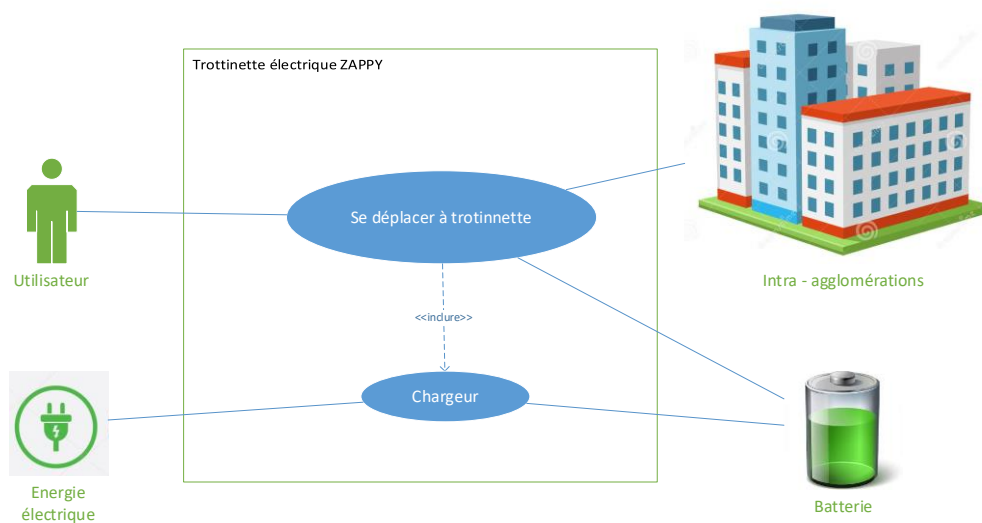 Trottinette électrique ZAPPY
Se déplacer à trotinnette
Utilisateur
Intra - agglomérations
<<inclure>>
Chargeur
Energie
électrique
Batterie